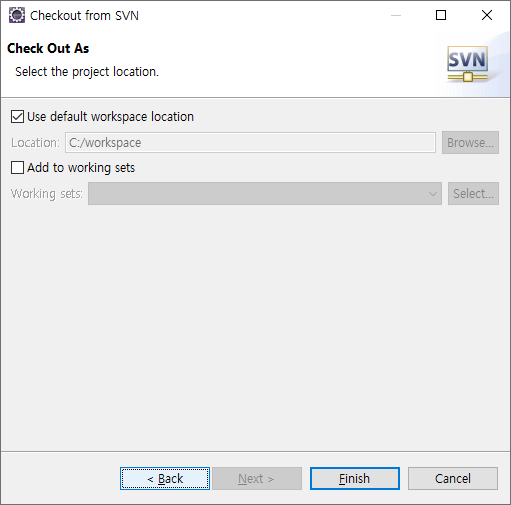 Checkout from SVN
Check Out As
Select the project location.
SVN
Use default workspace location
Location: C:/workspace Browse...
Add to working sets
Working sets: Select...
< Back Next > Finish Cancel